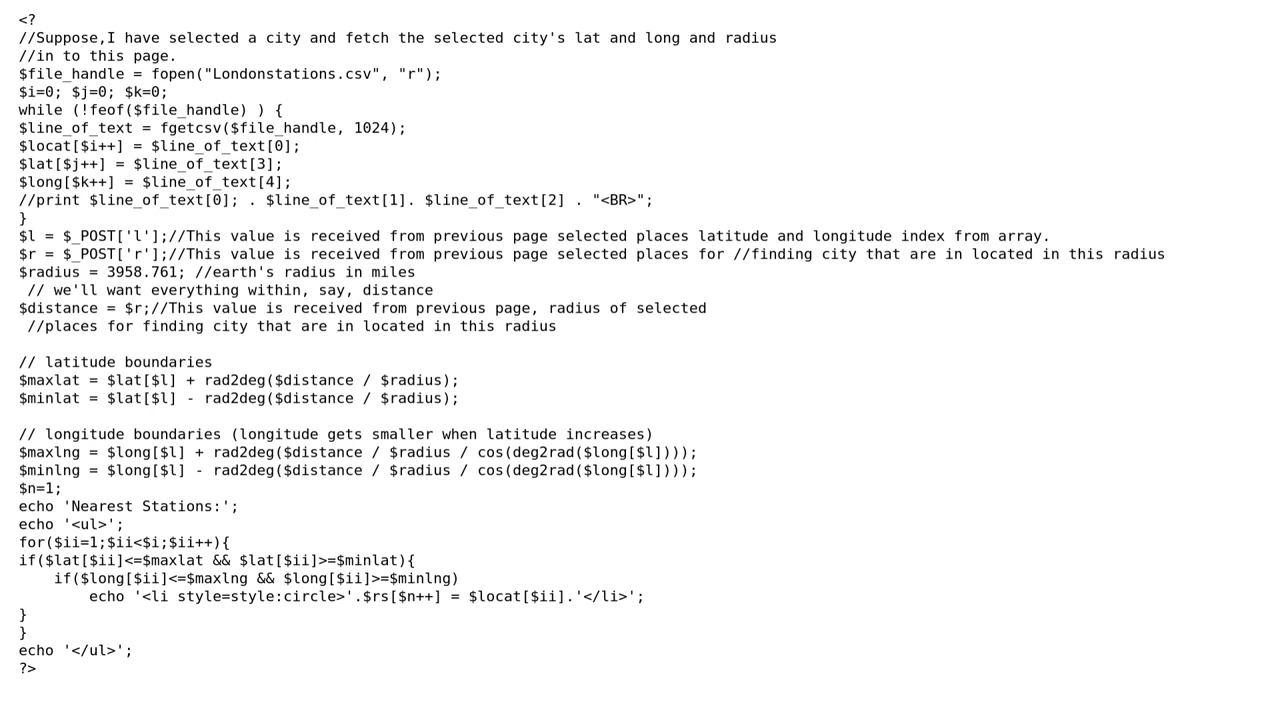 <?
//Suppose,I have selected a city and fetch the selected city's lat and long and radius
//in to this page.
$file_handle = fopen("Londonstations.csv", "r");
$i=0; $j=0; $k=0;
while (!feof($file_handle) ) {
$line_of_text = fgetcsv($file_handle, 1024);
$locat[$i++] = $line_of_text[0];
$lat[$j++] = $line_of_text[3];
$long[$k++] = $line_of_text[4];
//print $line_of_text[0]; . $line_of_text[1]. $line_of_text[2] . "<BR>";
}
$l = $_POST['l'];//This value is received from previous page selected places latitude and longitude index from array.
$r = $_POST['r'];//This value is received from previous page selected places for //finding city that are in located in this radius
$radius = 3958.761; //earth's radius in miles
 // we'll want everything within, say, distance
$distance = $r;//This value is received from previous page, radius of selected
 //places for finding city that are in located in this radius

// latitude boundaries
$maxlat = $lat[$l] + rad2deg($distance / $radius);
$minlat = $lat[$l] - rad2deg($distance / $radius);

// longitude boundaries (longitude gets smaller when latitude increases)
$maxlng = $long[$l] + rad2deg($distance / $radius / cos(deg2rad($long[$l])));
$minlng = $long[$l] - rad2deg($distance / $radius / cos(deg2rad($long[$l])));
$n=1;
echo 'Nearest Stations:';
echo '<ul>';
for($ii=1;$ii<$i;$ii++){
if($lat[$ii]<=$maxlat && $lat[$ii]>=$minlat){
    if($long[$ii]<=$maxlng && $long[$ii]>=$minlng)
        echo '<li style=style:circle>'.$rs[$n++] = $locat[$ii].'</li>';
}
}
echo '</ul>';
?>